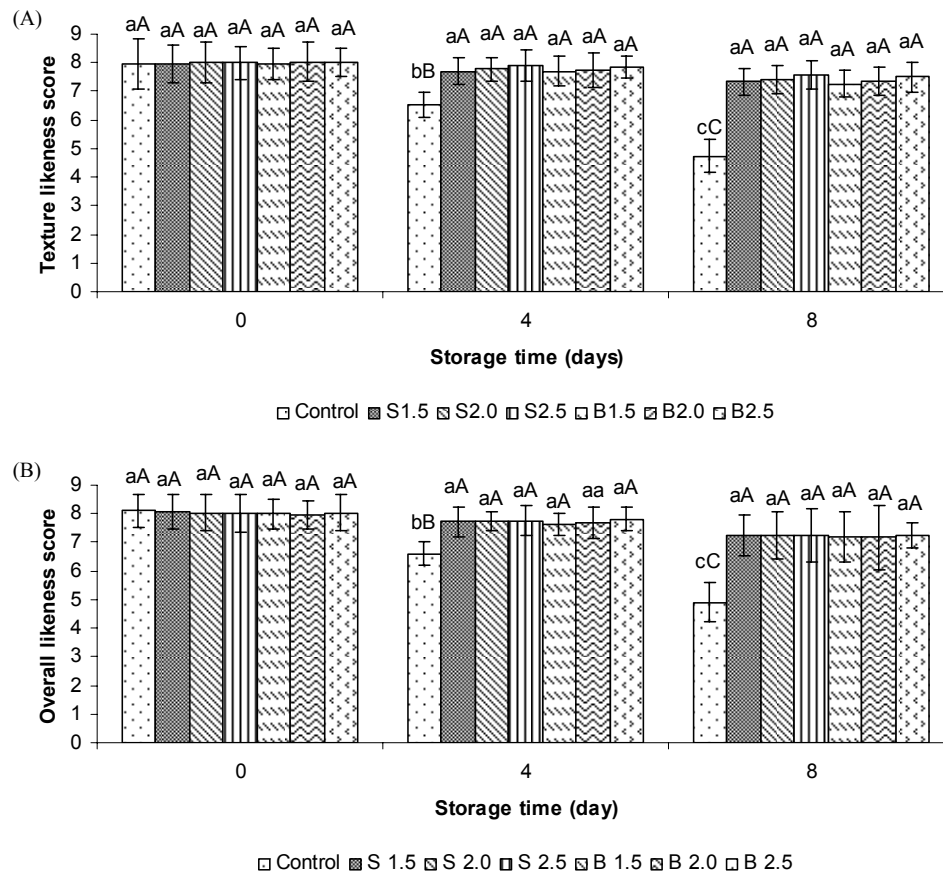 (A)
9
8
7
6
5
4
3
2
1
0
Texture likeness score
aA aA aA aA aA aA aA
bB aA aA aA aA aA aA
cC aA aA aA aA aA aA
0 4 8
Storage time (days)
Control S1.5 S2.0 S2.5 B1.5 B2.0 B2.5
(B)
9
8
7
6
5
4
3
2
1
0
Overall likeness score
aA aA aA aA aA aA aA
bB aA aA aA aA aa aA
cC aA aA aA aA aA aA
0 4 8
Storage time (day)
Control S 1.5 S 2.0 S 2.5 B 1.5 B 2.0 B 2.5